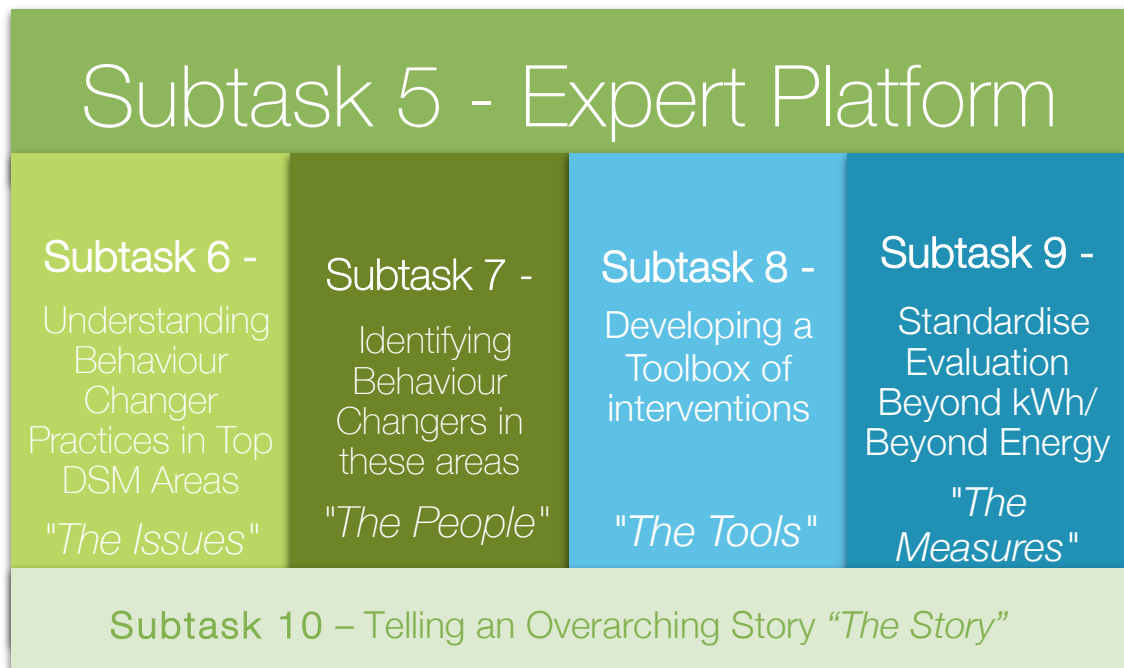 Subtask 5 - Expert Platform
Subtask 6 -
Understanding
Behaviour
Changer
Practices in Top
DSM Areas
"The Issues"
Subtask 7 -
Identifying
Behaviour
Changers in
these areas
"The People"
Subtask 8 -
Developing a
Toolbox of
interventions
"The Tools"
Subtask 9 -
Standardise
Evaluation
Beyond kWh/
Beyond Energy
"The
Measures"
Subtask 10 – Telling an Overarching Story “The Story”